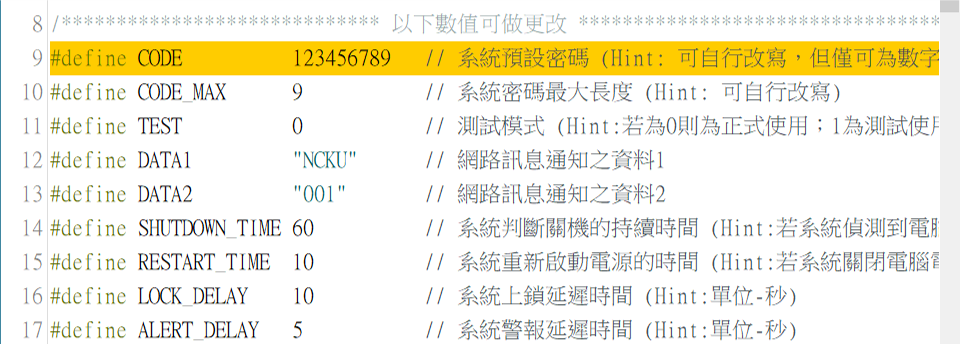 8 /****************************** 以下數值可做更改 **********************************
9 #define CODE 123456789 // 系統預設密碼 (Hint: 可自行改寫，但僅可為數字
10 #define CODE_MAX 9 // 系統密碼最大長度 (Hint: 可自行改寫)
11 #define TEST 0 // 測試模式 (Hint:若為0則為正式使用；1為測試使用
12 #define DATA1 "NCKU" // 網路訊息通知之資料1
13 #define DATA2 "001" // 網路訊息通知之資料2
14 #define SHUTDOWN_TIME 60 // 系統判斷關機的持續時間 (Hint:若系統偵測到電腦
15 #define RESTART_TIME 10 // 系統重新啟動電源的時間 (Hint:若系統關閉電腦電
16 #define LOCK_DELAY 10 // 系統上鎖延遲時間 (Hint:單位-秒)
17 #define ALERT_DELAY 5 // 系統警報延遲時間 (Hint:單位-秒)